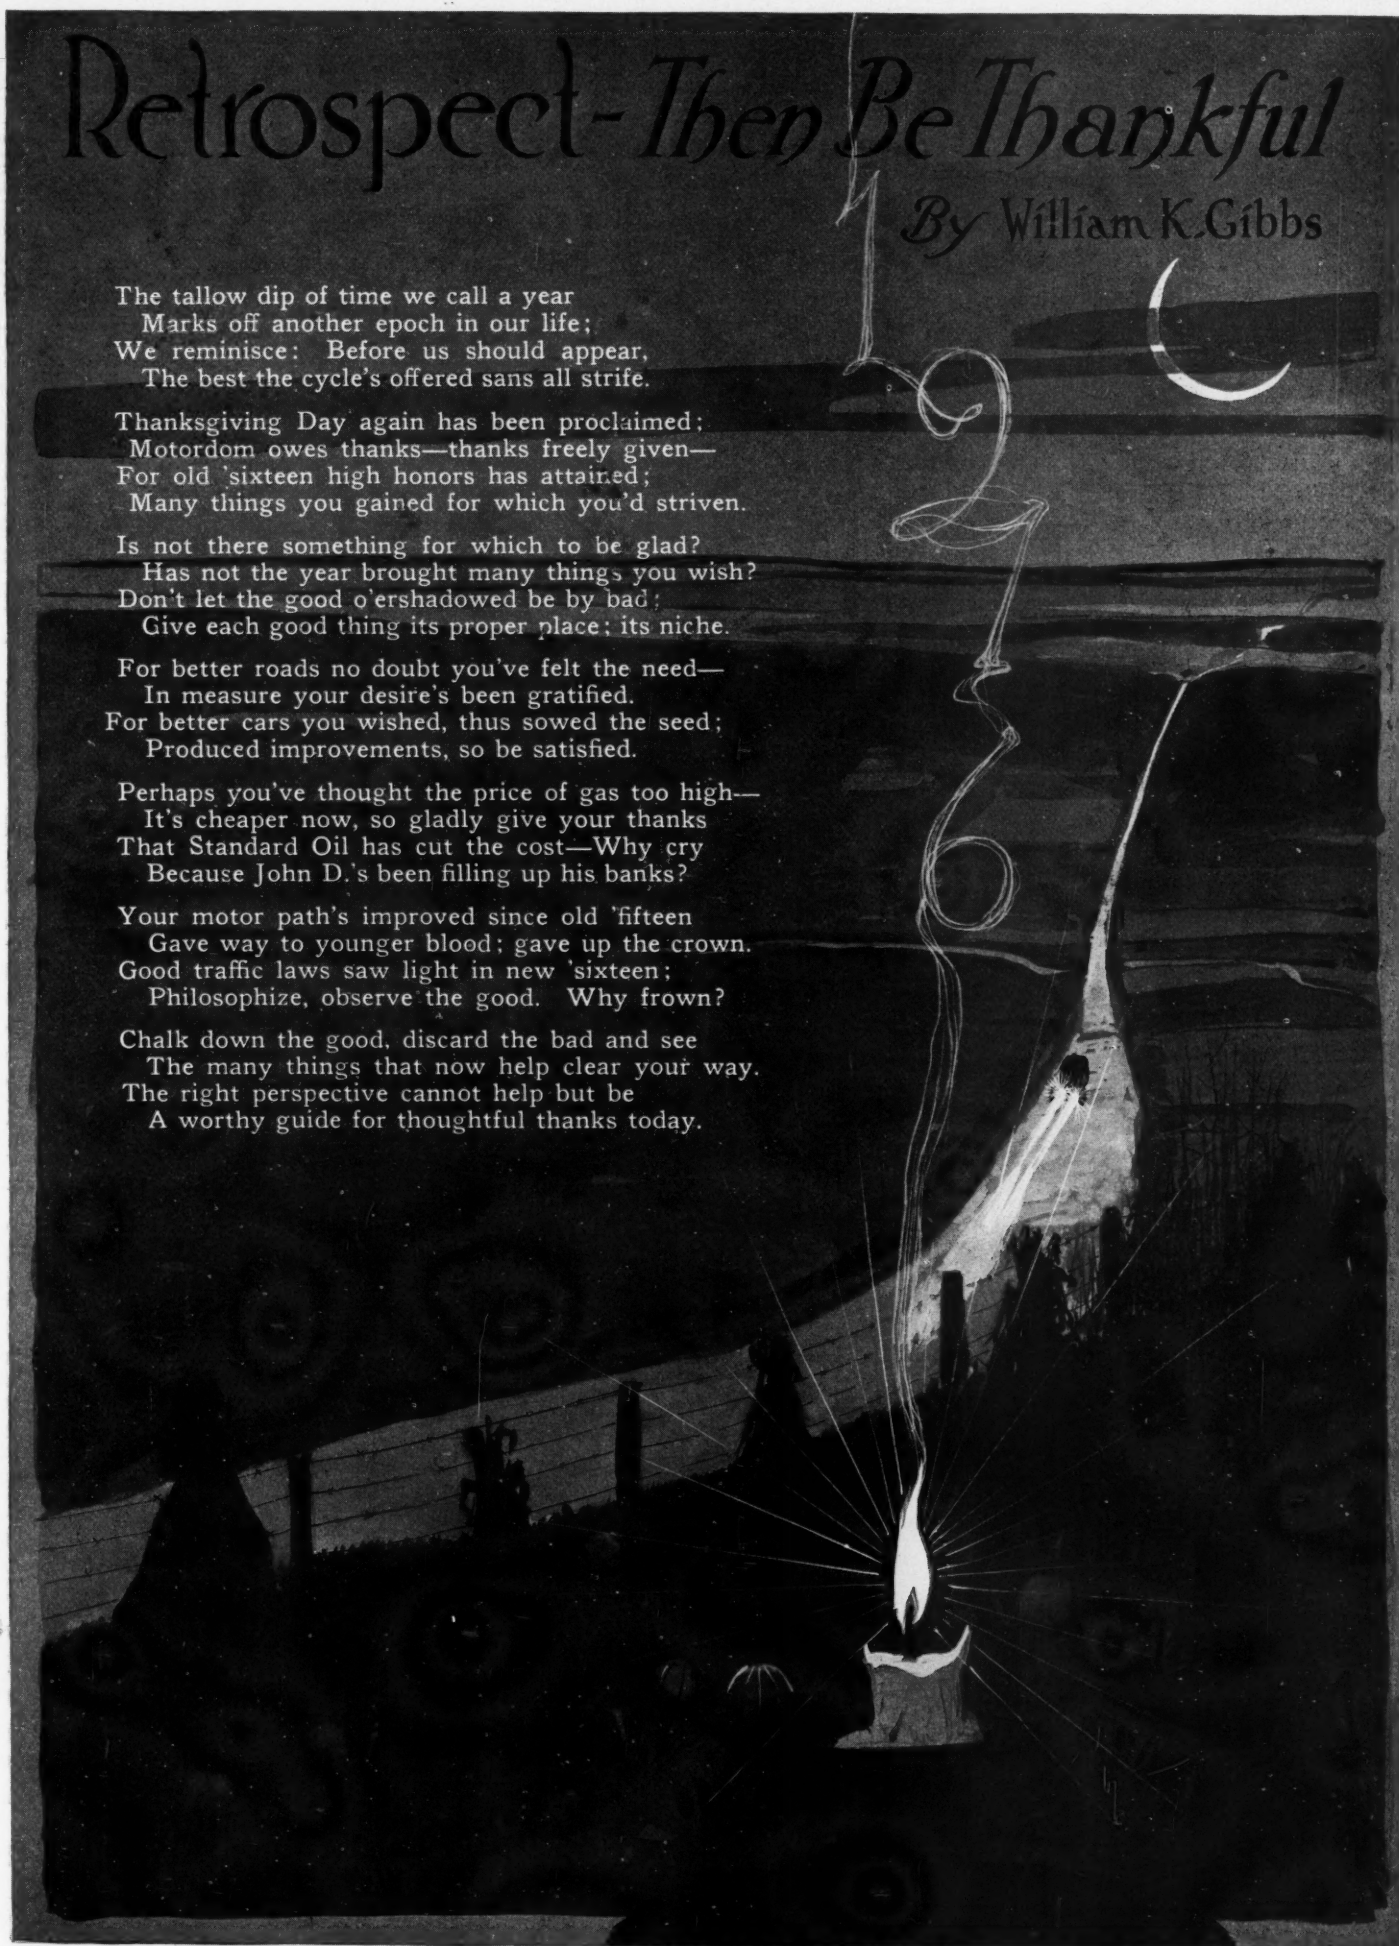 Retrospect - Then Be Thankful
By William K. Gibbs
The tallow dip of time we call a year
Marks off another epoch in our life;
We reminisce: Before us should appear,
The best the cycle's offered sans all strife.
Thanksgiving Day again has been proclaimed;
Motordom owes thanks—thanks freely given—
For old 'sixteen high honors has attained;
Many things you gained for which you'd striven.
Is not there something for which to be glad?
Has not the year brought many things you wish?
Don't let the good o'ershadowed be by bad;
Give each good thing its proper place; its niche.
For better roads no doubt you've felt the need—
In measure your desire's been gratified.
For better cars you wished, thus sowed the seed;
Produced improvements, so be satisfied.
Perhaps you've thought the price of gas too high—
It's cheaper now, so gladly give your thanks
That Standard Oil has cut the cost—Why cry
Because John D.'s been filling up his banks?
Your motor path's improved since old 'fifteen
Gave way to younger blood; gave up the crown.
Good traffic laws saw light in new 'sixteen;
Philosophize, observe the good. Why frown?
Chalk down the good, discard the bad and see
The many things that now help clear your way.
The right perspective cannot help but be
A worthy guide for thoughtful thanks today.
1916